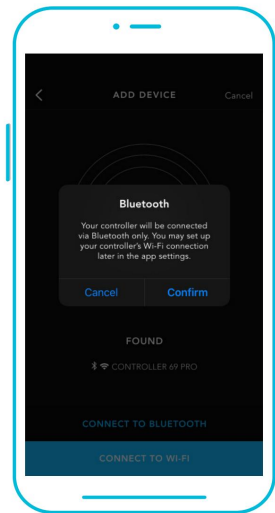 ADD DEVICE Cancel
Bluetooth
Your controller will be connected
via Bluetooth only. You may set up
your controller's Wi-Fi connection
later in the app settings.
Cancel Confirm
FOUND
CONTROLLER 69 PRO
CONNECT TO BLUETOOTH
CONNECT TO WI-FI